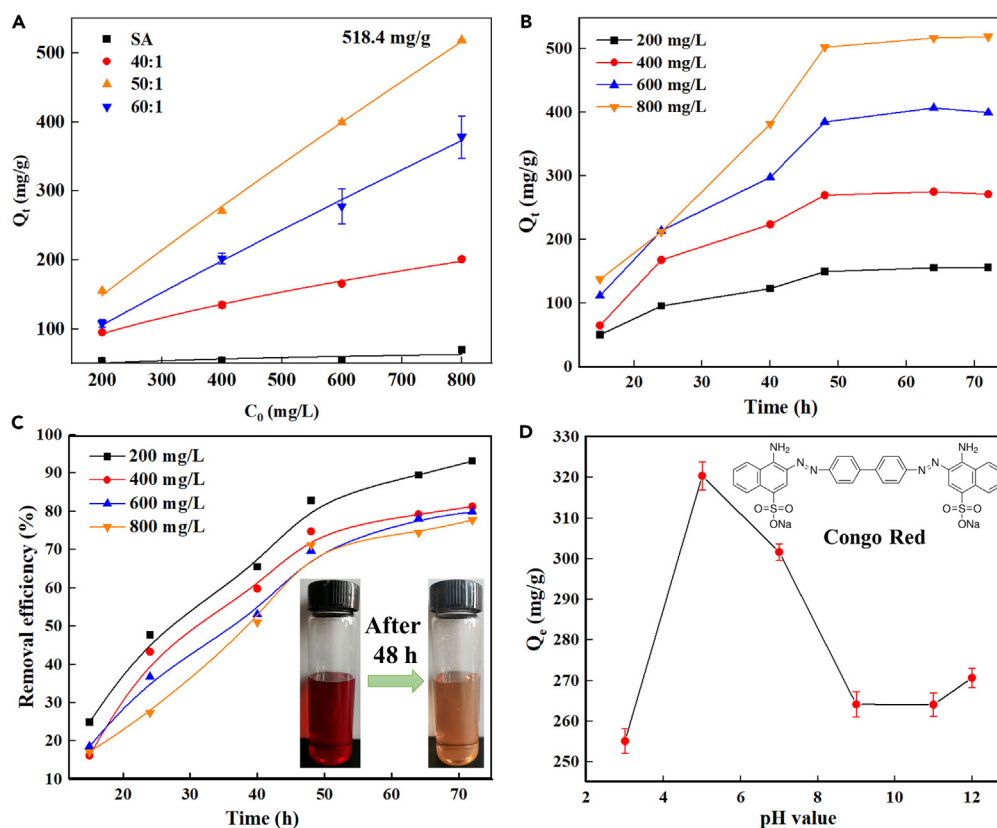 A
518.4 mg/g
SA
40:1
50:1
60:1
500
400
300
200
100
Qt (mg/g)
200 300 400 500 600 700 800
C0 (mg/L)
B
200 mg/L
400 mg/L
600 mg/L
800 mg/L
500
400
300
200
100
0
Qt (mg/g)
20 30 40 50 60 70
Time (h)
C
200 mg/L
400 mg/L
600 mg/L
800 mg/L
100
90
80
70
60
50
40
30
20
10
Removal efficiency (%)
After
48 h
20 30 40 50 60 70
Time (h)
D
330
320
310
300
290
280
270
260
250
Qe (mg/g)
NH2 NH2
N=N N=N
O=S=O O=S=O
ONa ONa
Congo Red
2 4 6 8 10 12
pH value